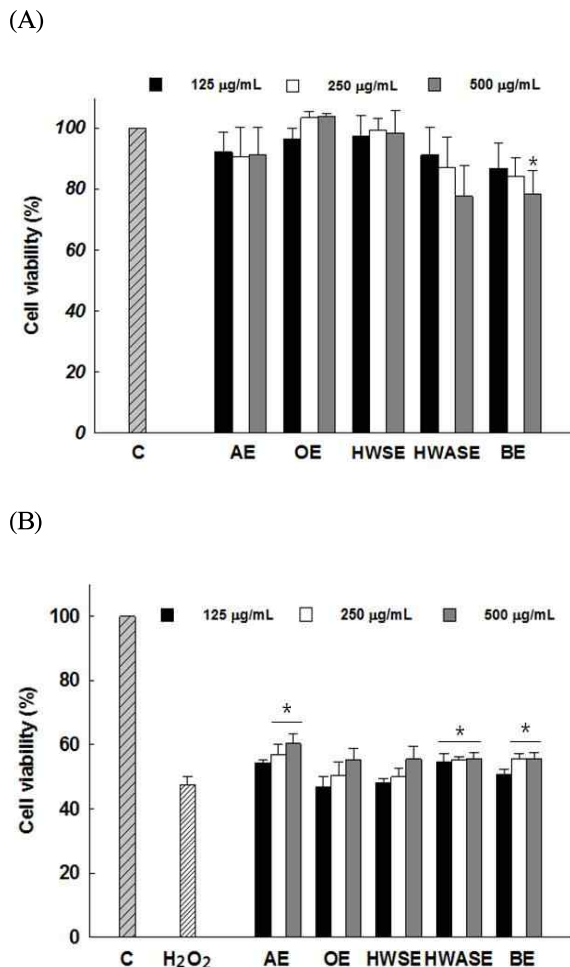 (A)
125 µg/mL 250 µg/mL 500 µg/mL
100
80
60
40
20
0
Cell viability (%)
*
C AE OE HWSE HWASE BE
(B)
125 µg/mL 250 µg/mL 500 µg/mL
100
80
60
40
20
0
Cell viability (%)
* * *
C H₂O₂ AE OE HWSE HWASE BE